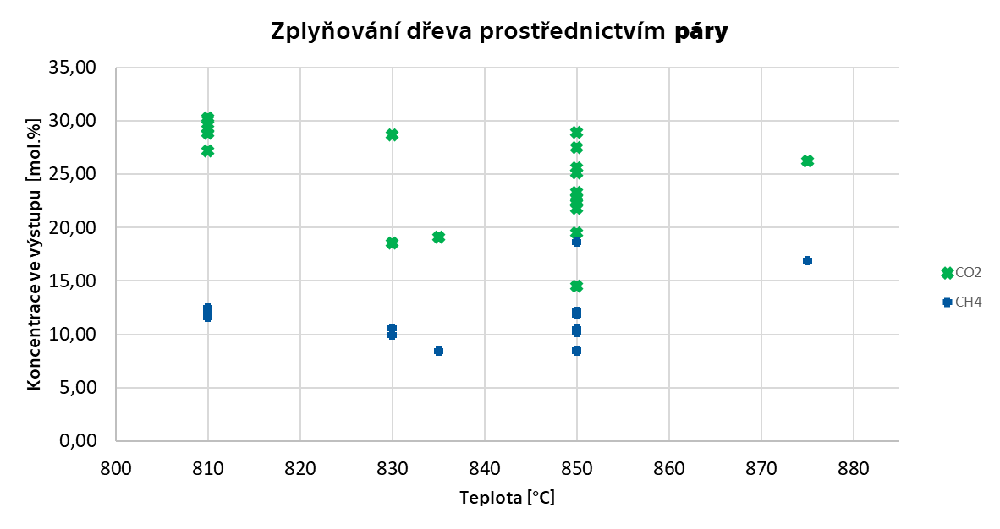 Zplyňování dřeva prostřednictvím páry
35,00
30,00
25,00
20,00
15,00
10,00
5,00
0,00
Koncentrace ve výstupu [mol.%]
800 810 820 830 840 850 860 870 880
Teplota [°C]
CO2
CH4